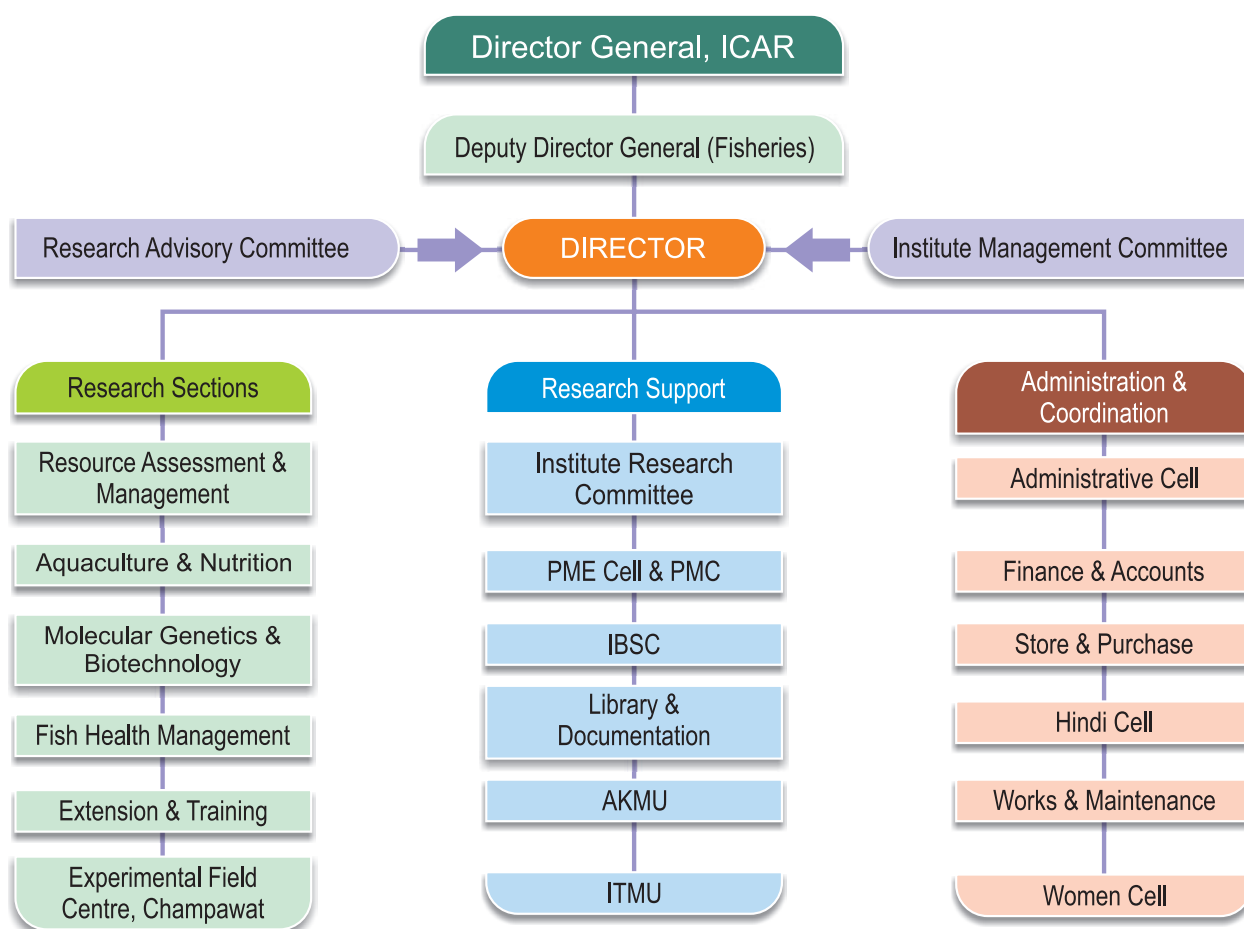 Director General, ICAR
Deputy Director General (Fisheries)
Research Advisory Committee
DIRECTOR
Institute Management Committee
Research Sections
Resource Assessment &
Management
Aquaculture & Nutrition
Molecular Genetics &
Biotechnology
Fish Health Management
Extension & Training
Experimental Field
Centre, Champawat
Research Support
Institute Research
Committee
PME Cell & PMC
IBSC
Library &
Documentation
AKMU
ITMU
Administration &
Coordination
Administrative Cell
Finance & Accounts
Store & Purchase
Hindi Cell
Works & Maintenance
Women Cell